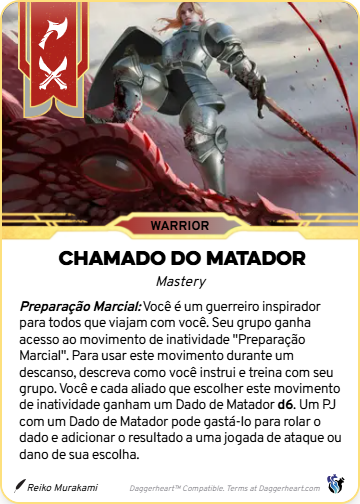 WARRIOR
CHAMADO DO MATADOR
Mastery
Preparação Marcial: Você é um guerreiro inspirador
para todos que viajam com você. Seu grupo ganha
acesso ao movimento de inatividade "Preparação
Marcial". Para usar este movimento durante um
descanso, descreva como você instrui e treina com seu
grupo. Você e cada aliado que escolher este movimento
de inatividade ganham um Dado de Matador d6. Um PJ
com um Dado de Matador pode gastá-lo para rolar o
dado e adicionar o resultado a uma jogada de ataque ou
dano de sua escolha.
Reiko Murakami
Daggerheart™ Compatible. Terms at Daggerheart.com